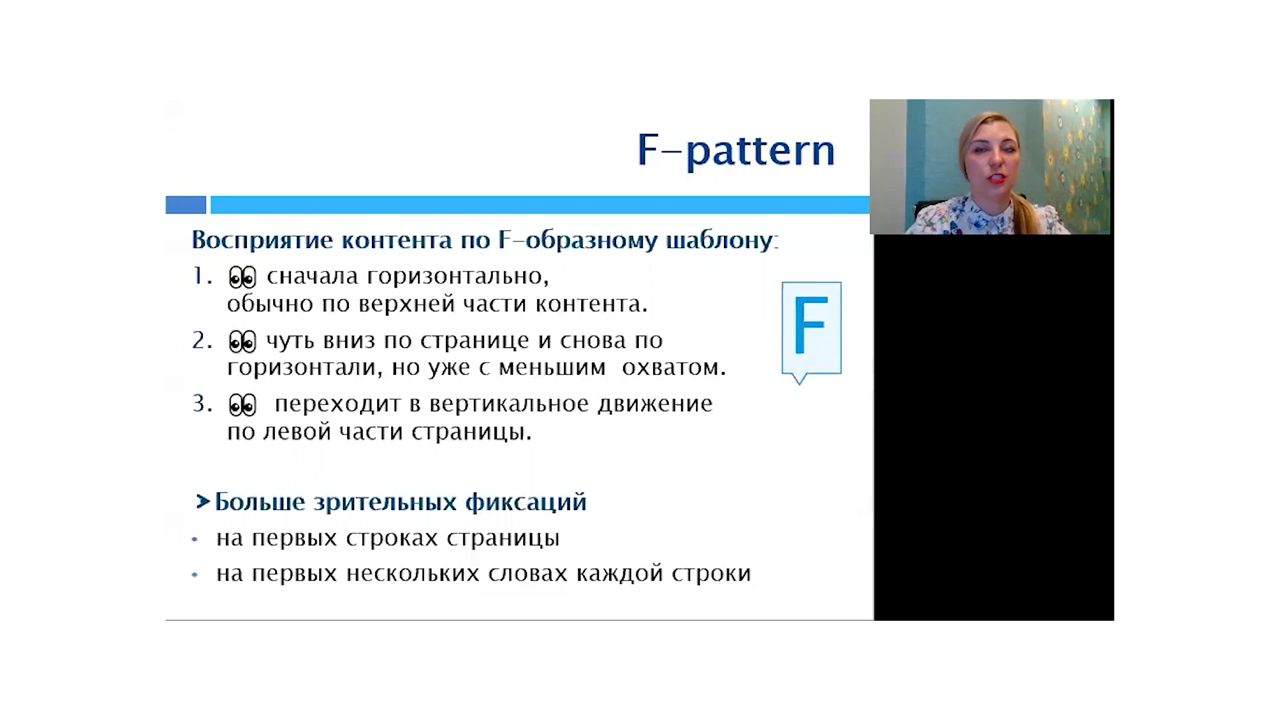 F-pattern
Восприятие контента по F-образному шаблону:
1. 👀 сначала горизонтально,
обычно по верхней части контента.
2. 👀 чуть вниз по странице и снова по
горизонтали, но уже с меньшим охватом.
3. 👀 переходит в вертикальное движение
по левой части страницы.
F
➤Больше зрительных фиксаций
• на первых строках страницы
• на первых нескольких словах каждой строки